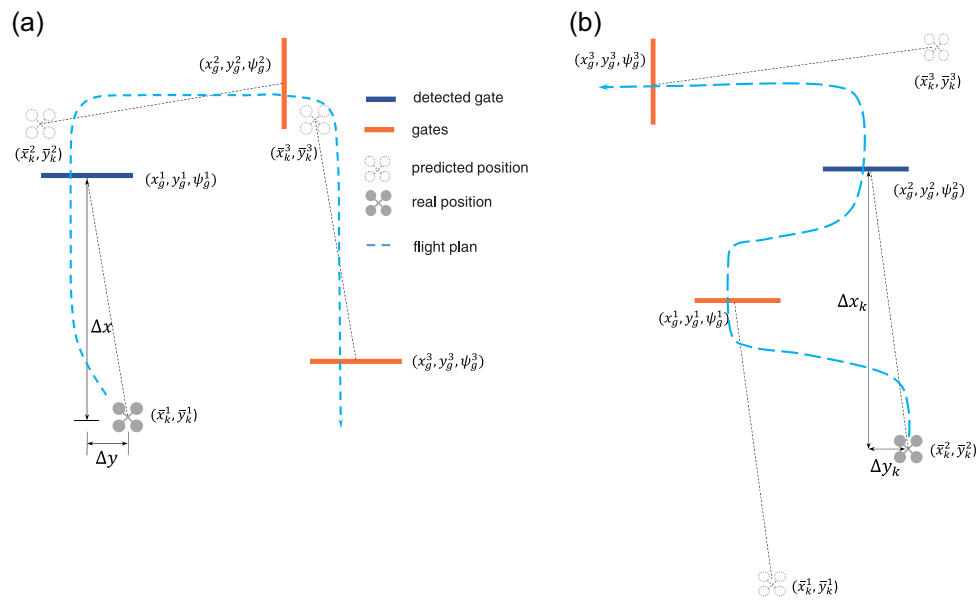 (a)
(x_g^2, y_g^2, ψ_g^2)
(x̄_k^2, ȳ_k^2)
(x̄_k^3, ȳ_k^3)
(x_g^1, y_g^1, ψ_g^1)
Δx
(x_g^3, y_g^3, ψ_g^3)
(x̄_k^1, ȳ_k^1)
Δy
detected gate
gates
predicted position
real position
flight plan
(b)
(x_g^3, y_g^3, ψ_g^3)
(x̄_k^3, ȳ_k^3)
(x_g^2, y_g^2, ψ_g^2)
(x_g^1, y_g^1, ψ_g^1)
Δx_k
(x̄_k^2, ȳ_k^2)
Δy_k
(x̄_k^1, ȳ_k^1)